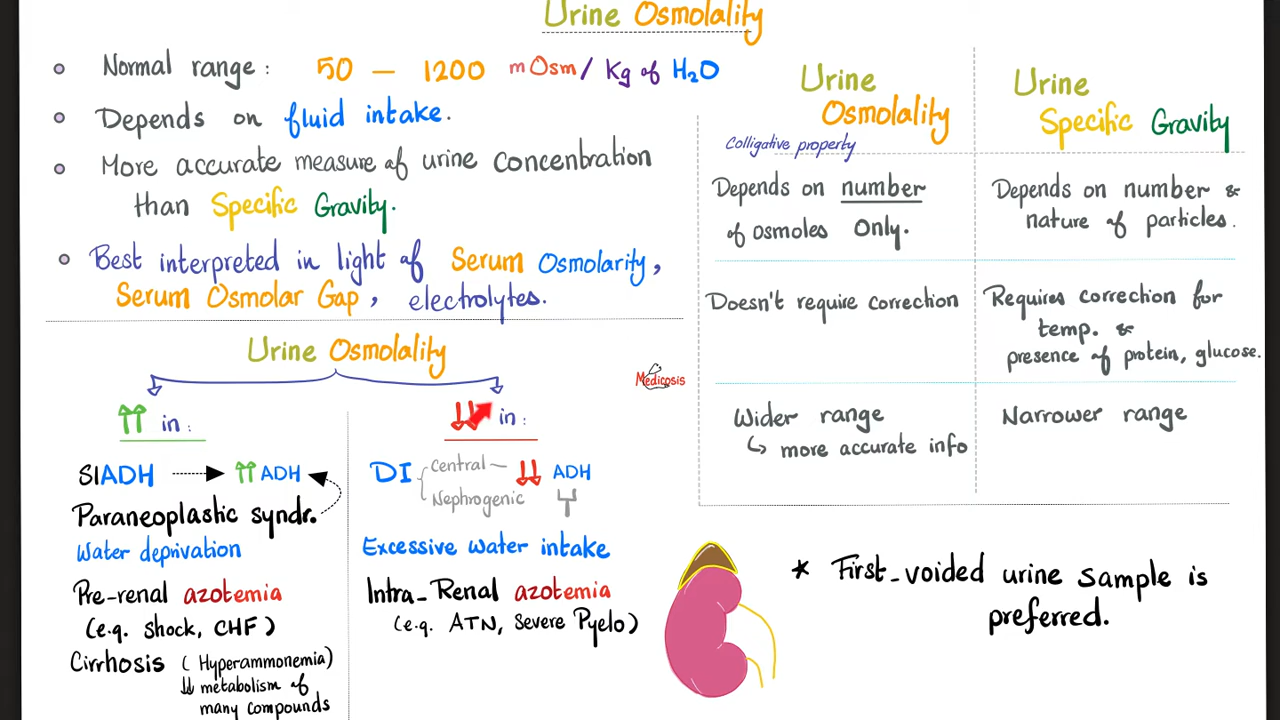 Urine Osmolality
Normal range: 50 – 1200 mOsm/Kg of H2O
Depends on fluid intake.
More accurate measure of urine concentration
than Specific Gravity.
Best interpreted in light of Serum Osmolarity,
Serum Osmolar Gap, electrolytes.
Urine Osmolality
↑↑ in:
SIADH → ↑↑ ADH
Paraneoplastic syndr.
Water deprivation
Pre-renal azotemia
(e.g. shock, CHF)
Cirrhosis (Hyperammonemia)
↓↓ metabolism of
many compounds
↓↓ in:
DI Central — ↓↓ ADH
Nephrogenic
Excessive water intake
Intra-Renal azotemia
(e.g. ATN, Severe Pyelo)
Medicosis
Urine
Osmolality
Colligative property
Urine
Specific Gravity
Depends on number
of osmoles Only.
Depends on number &
nature of particles.
Doesn't require correction
Requires correction for
temp. &
presence of protein, glucose.
Wider range
↳ more accurate info
Narrower range
* First-voided urine sample is
preferred.